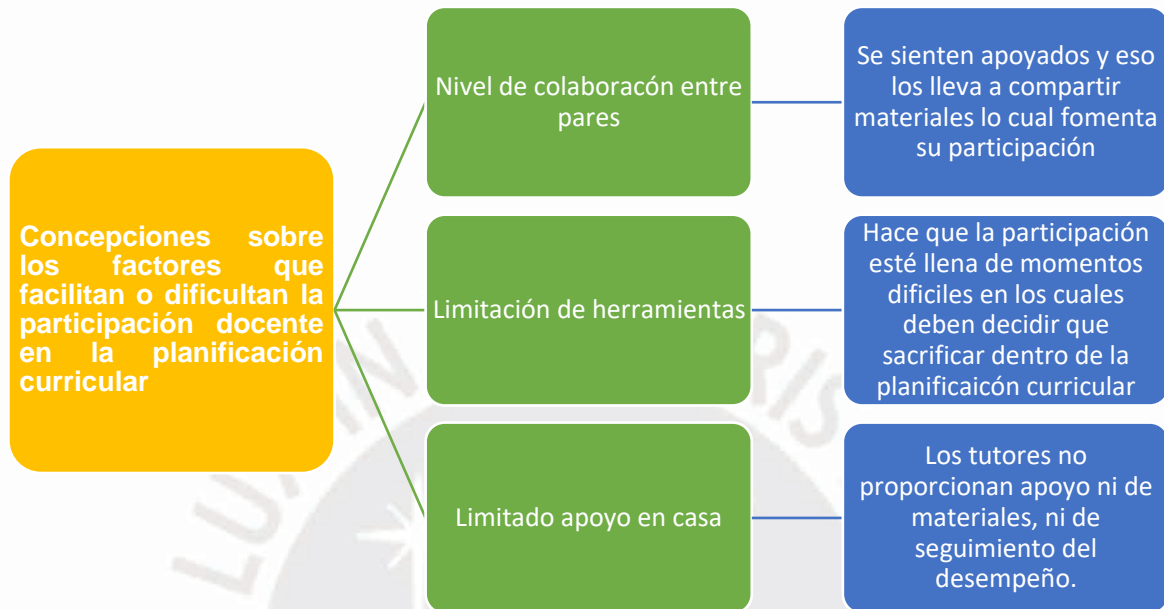 Concepciones sobre
los factores que
facilitan o dificultan la
participación docente
en la planificación
curricular
Nivel de colaboracón entre
pares
Se sienten apoyados y eso
los lleva a compartir
materiales lo cual fomenta
su participación
Limitación de herramientas
Hace que la participación
esté llena de momentos
dificiles en los cuales
deben decidir que
sacrificar dentro de la
planificaicón curricular
Limitado apoyo en casa
Los tutores no
proporcionan apoyo ni de
materiales, ni de
seguimiento del
desempeño.